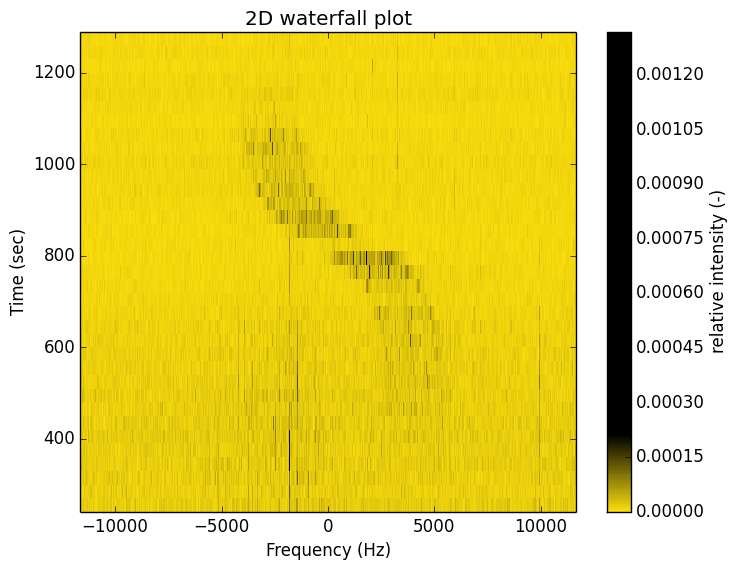 2D waterfall plot
1200
1000
800
600
400
Time (sec)
−10000 −5000 0 5000 10000
Frequency (Hz)
0.00120
0.00105
0.00090
0.00075
0.00060
0.00045
0.00030
0.00015
0.00000
relative intensity (-)